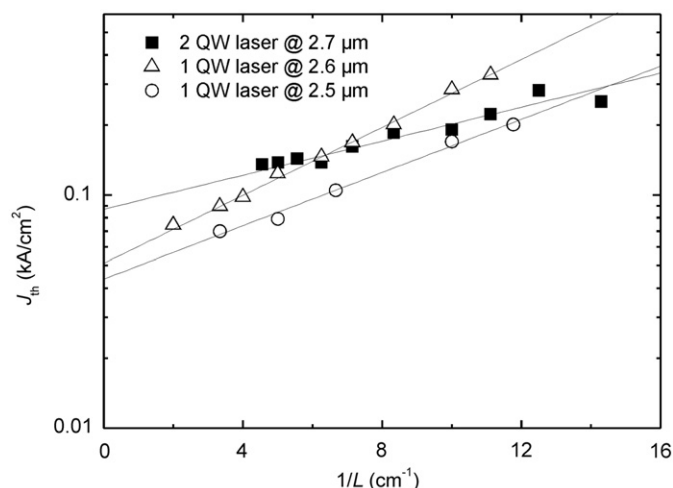 2 QW laser @ 2.7 µm
1 QW laser @ 2.6 µm
1 QW laser @ 2.5 µm
0.1
0.01
J_th (kA/cm²)
0 4 8 12 16
1/L (cm⁻¹)